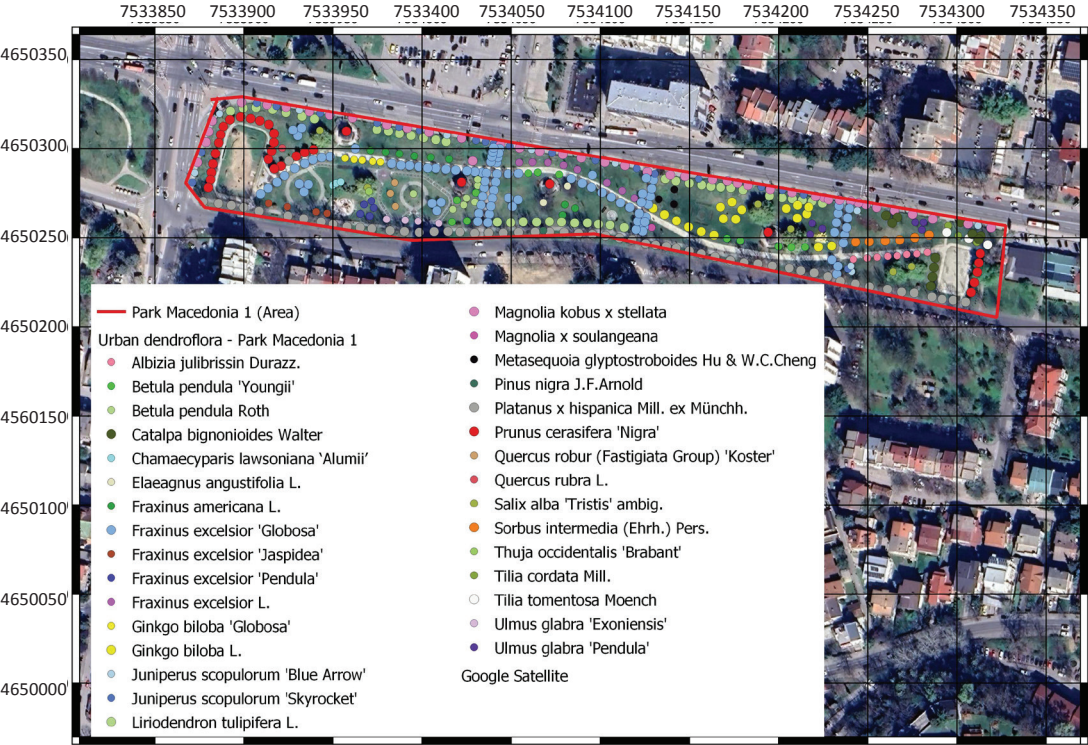 7533850 7533900 7533950 7534000 7534050 7534100 7534150 7534200 7534250 7534300 7534350
4650350
4650300
4650250
4650200
4560150
4650100
4650050
4650000
Park Macedonia 1 (Area)
Urban dendroflora - Park Macedonia 1
Albizia julibrissin Durazz.
Betula pendula 'Youngii'
Betula pendula Roth
Catalpa bignonioides Walter
Chamaecyparis lawsoniana ‘Alumii’
Elaeagnus angustifolia L.
Fraxinus americana L.
Fraxinus excelsior 'Globosa'
Fraxinus excelsior 'Jaspidea'
Fraxinus excelsior 'Pendula'
Fraxinus excelsior L.
Ginkgo biloba 'Globosa'
Ginkgo biloba L.
Juniperus scopulorum 'Blue Arrow'
Juniperus scopulorum 'Skyrocket'
Liriodendron tulipifera L.
Magnolia kobus x stellata
Magnolia x soulangeana
Metasequoia glyptostroboides Hu & W.C.Cheng
Pinus nigra J.F.Arnold
Platanus x hispanica Mill. ex Münchh.
Prunus cerasifera 'Nigra'
Quercus robur (Fastigiata Group) 'Koster'
Quercus rubra L.
Salix alba 'Tristis' ambig.
Sorbus intermedia (Ehrh.) Pers.
Thuja occidentalis 'Brabant'
Tilia cordata Mill.
Tilia tomentosa Moench
Ulmus glabra 'Exoniensis'
Ulmus glabra 'Pendula'
Google Satellite